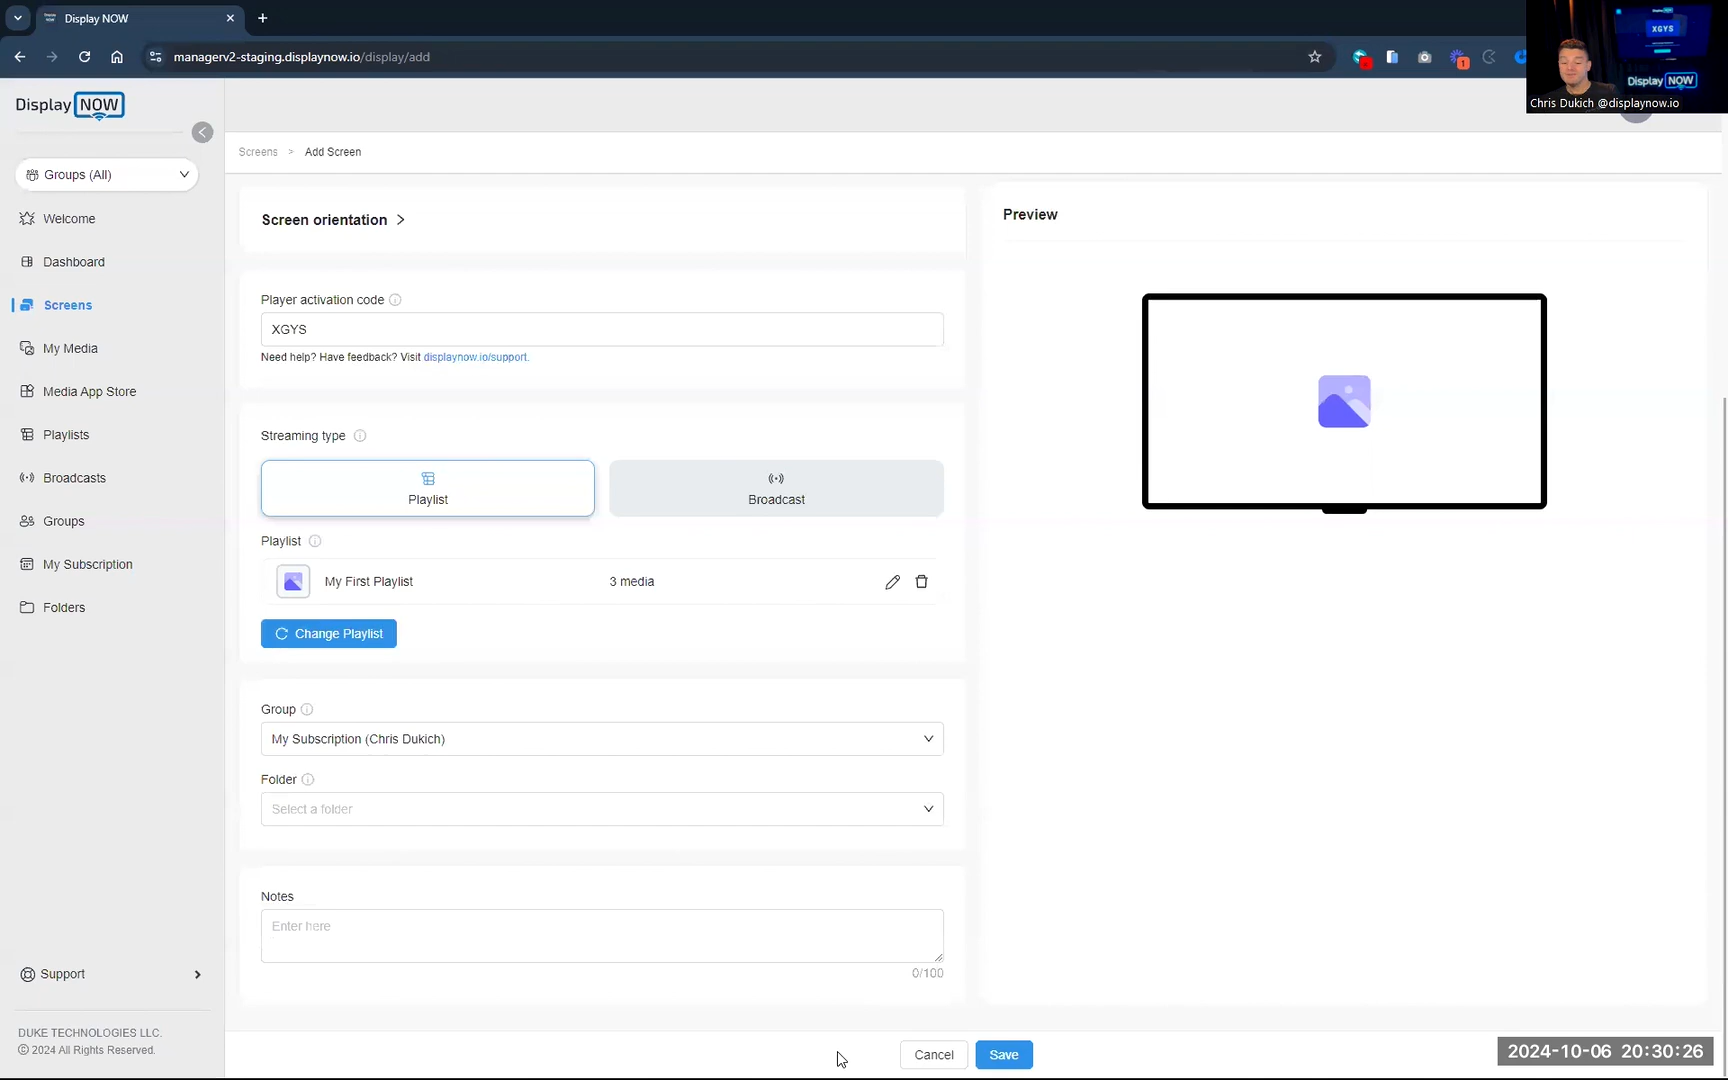 Display NOW
managerv2-staging.displaynow.io/display/add
1
XGYS
Display NOW
Chris Dukich @displaynow.io
Display NOW
Groups (All)
Welcome
Dashboard
Screens
My Media
Media App Store
Playlists
Broadcasts
Groups
My Subscription
Folders
Support
DUKE TECHNOLOGIES LLC.
© 2024 All Rights Reserved.
Screens > Add Screen
Screen orientation
Player activation code
XGYS
Need help? Have feedback? Visit displaynow.io/support.
Streaming type
Playlist
Broadcast
Playlist
My First Playlist 3 media
Change Playlist
Group
My Subscription (Chris Dukich)
Folder
Select a folder
Notes
Enter here
0/100
Cancel
Save
Preview
2024-10-06 20:30:26